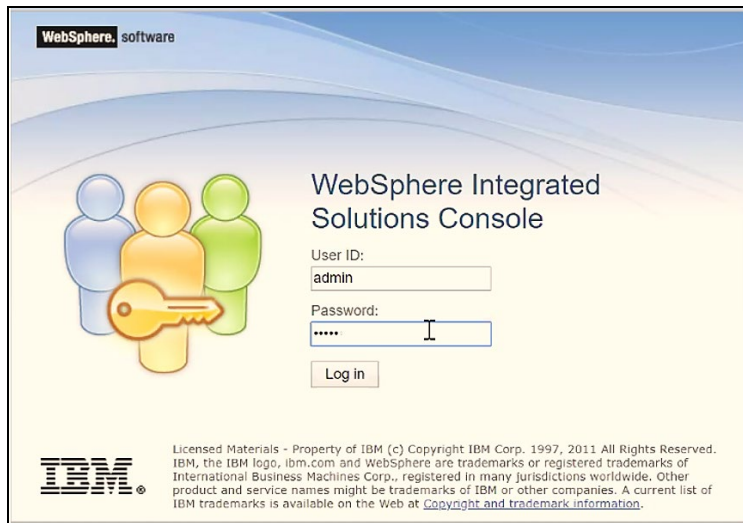 WebSphere. software
WebSphere Integrated
Solutions Console
User ID:
admin
Password:
•••••
Log in
IBM®
Licensed Materials - Property of IBM (c) Copyright IBM Corp. 1997, 2011 All Rights Reserved.
IBM, the IBM logo, ibm.com and WebSphere are trademarks or registered trademarks of
International Business Machines Corp., registered in many jurisdictions worldwide. Other
product and service names might be trademarks of IBM or other companies. A current list of
IBM trademarks is available on the Web at Copyright and trademark information.